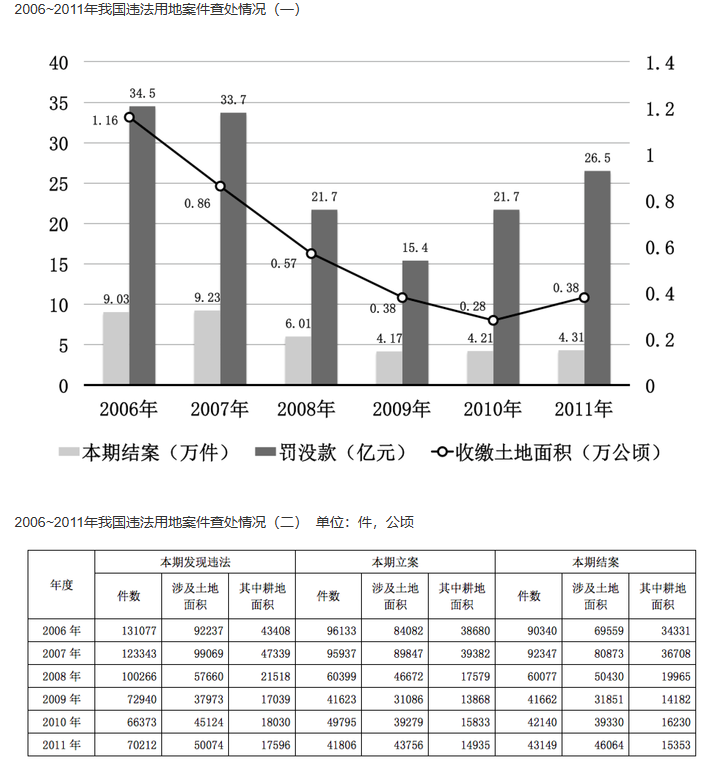 2006~2011年我国违法用地案件查处情况（一）
40 1.4
35 34.5 33.7 1.2
1.16
30 1
26.5
25 0.86 0.8
21.7 21.7
20 0.57 0.6
15 15.4
0.38 0.28 0.38 0.4
10 9.03 9.23
6.01 0.2
5 4.17 4.21 4.31
0 0
2006年 2007年 2008年 2009年 2010年 2011年
本期结案（万件） 罚没款（亿元） 收缴土地面积（万公顷）
2006~2011年我国违法用地案件查处情况（二） 单位：件，公顷
年度 本期发现违法 本期立案 本期结案
件数 涉及土地面积 其中耕地面积 件数 涉及土地面积 其中耕地面积 件数 涉及土地面积 其中耕地面积
2006 年 131077 92237 43408 96133 84082 38680 90340 69559 34331
2007 年 123343 99069 47339 95937 89847 39382 92347 80873 36708
2008 年 100266 57660 21518 60399 46672 17579 60077 50430 19965
2009 年 72940 37973 17039 41623 31086 13868 41662 31851 14182
2010 年 66373 45124 18030 49795 39279 15833 42140 39330 16230
2011 年 70212 50074 17596 41806 43756 14935 43149 46064 15353